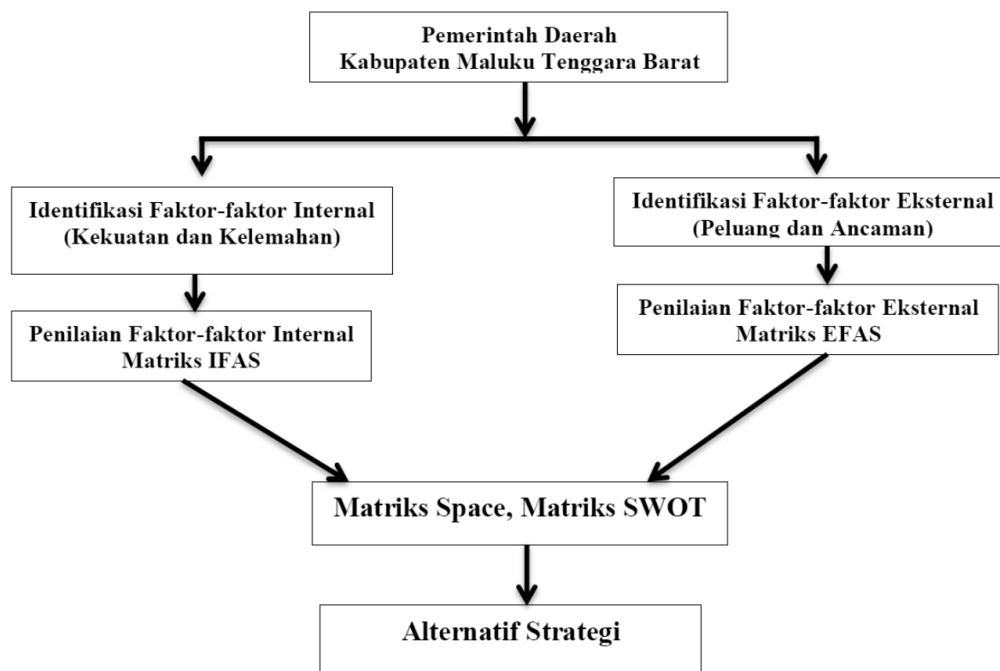 Pemerintah Daerah
Kabupaten Maluku Tenggara Barat
Identifikasi Faktor-faktor Internal
(Kekuatan dan Kelemahan)
Identifikasi Faktor-faktor Eksternal
(Peluang dan Ancaman)
Penilaian Faktor-faktor Internal
Matriks IFAS
Penilaian Faktor-faktor Eksternal
Matriks EFAS
Matriks Space, Matriks SWOT
Alternatif Strategi